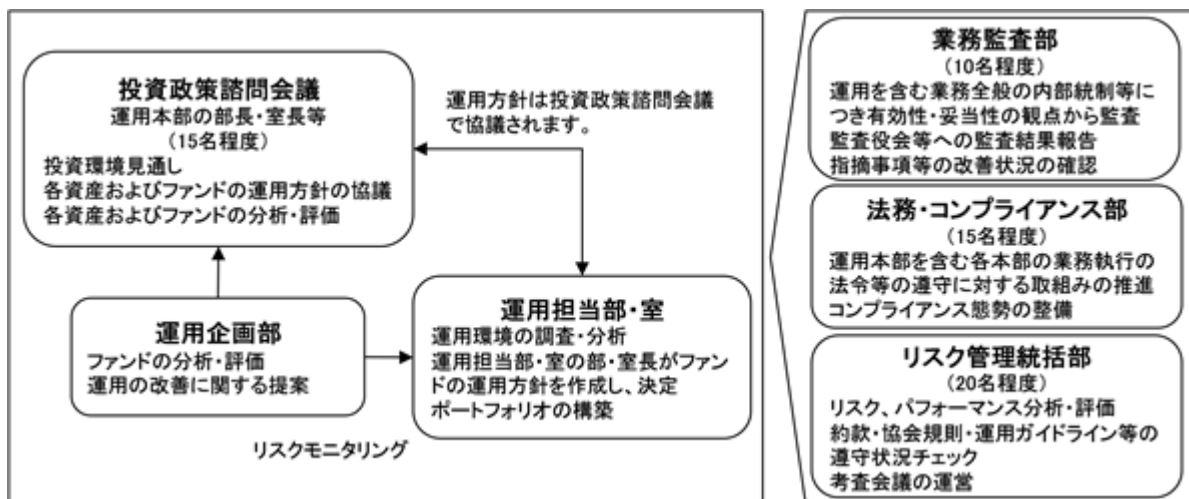 投資政策諮問会議
運用本部の部長・室長等
（15名程度）
投資環境見通し
各資産およびファンドの運用方針の協議
各資産およびファンドの分析・評価
運用方針は投資政策諮問会議
で協議されます。
運用企画部
ファンドの分析・評価
運用の改善に関する提案
運用担当部・室
運用環境の調査・分析
運用担当部・室の部・室長がファン
ドの運用方針を作成し、決定
ポートフォリオの構築
リスクモニタリング
業務監査部
（10名程度）
運用を含む業務全般の内部統制等に
つき有効性・妥当性の観点から監査
監査役会等への監査結果報告
指摘事項等の改善状況の確認
法務・コンプライアンス部
（15名程度）
運用本部を含む各本部の業務執行の
法令等の遵守に対する取組みの推進
コンプライアンス態勢の整備
リスク管理統括部
（20名程度）
リスク、パフォーマンス分析・評価
約款・協会規則・運用ガイドライン等の
遵守状況チェック
考査会議の運営